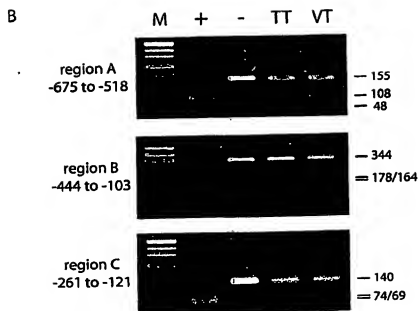 B
M + - TT VT
region A
-675 to -518
155
108
48
region B
-444 to -103
344
178/164
region C
-261 to -121
140
74/69